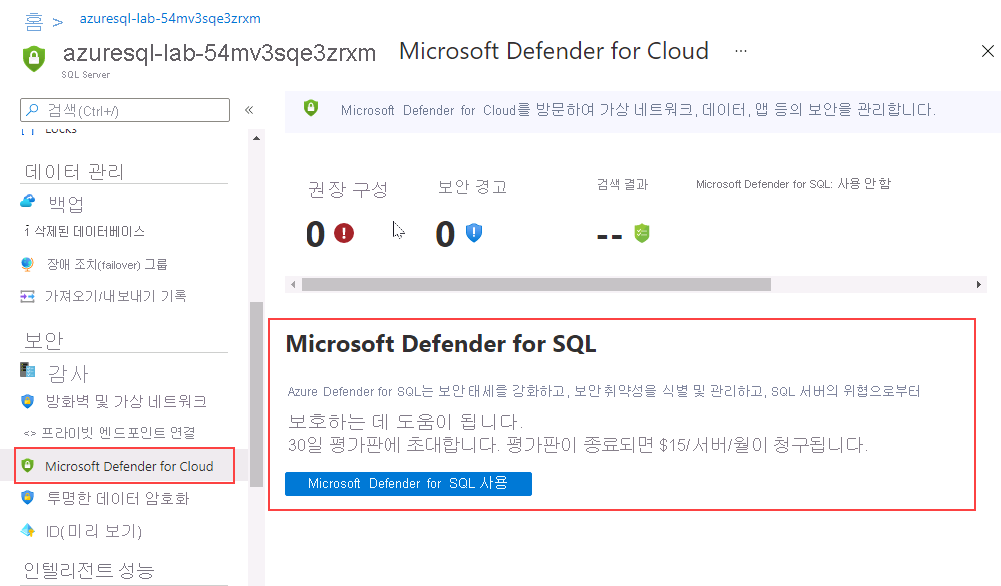 홈 > azuresql-lab-54mv3sqe3zrxm
azuresql-lab-54mv3sqe3zrxm Microsoft Defender for Cloud ...
SQL Server
검색(Ctrl+/)
Locks
데이터 관리
백업
삭제된 데이터베이스
장애 조치(failover) 그룹
가져오기/내보내기 기록
보안
감사
방화벽 및 가상 네트워크
프라이빗 엔드포인트 연결
Microsoft Defender for Cloud
투명한 데이터 암호화
ID(미리 보기)
인텔리전트 성능
Microsoft Defender for Cloud를 방문하여 가상 네트워크, 데이터, 앱 등의 보안을 관리합니다.
권장 구성 보안 경고 검색 결과 Microsoft Defender for SQL: 사용 안 함
0 0 --
Microsoft Defender for SQL
Azure Defender for SQL는 보안 태세를 강화하고, 보안 취약성을 식별 및 관리하고, SQL 서버의 위협으로부터
보호하는 데 도움이 됩니다.
30일 평가판에 초대합니다. 평가판이 종료되면 $15/서버/월이 청구됩니다.
Microsoft Defender for SQL 사용